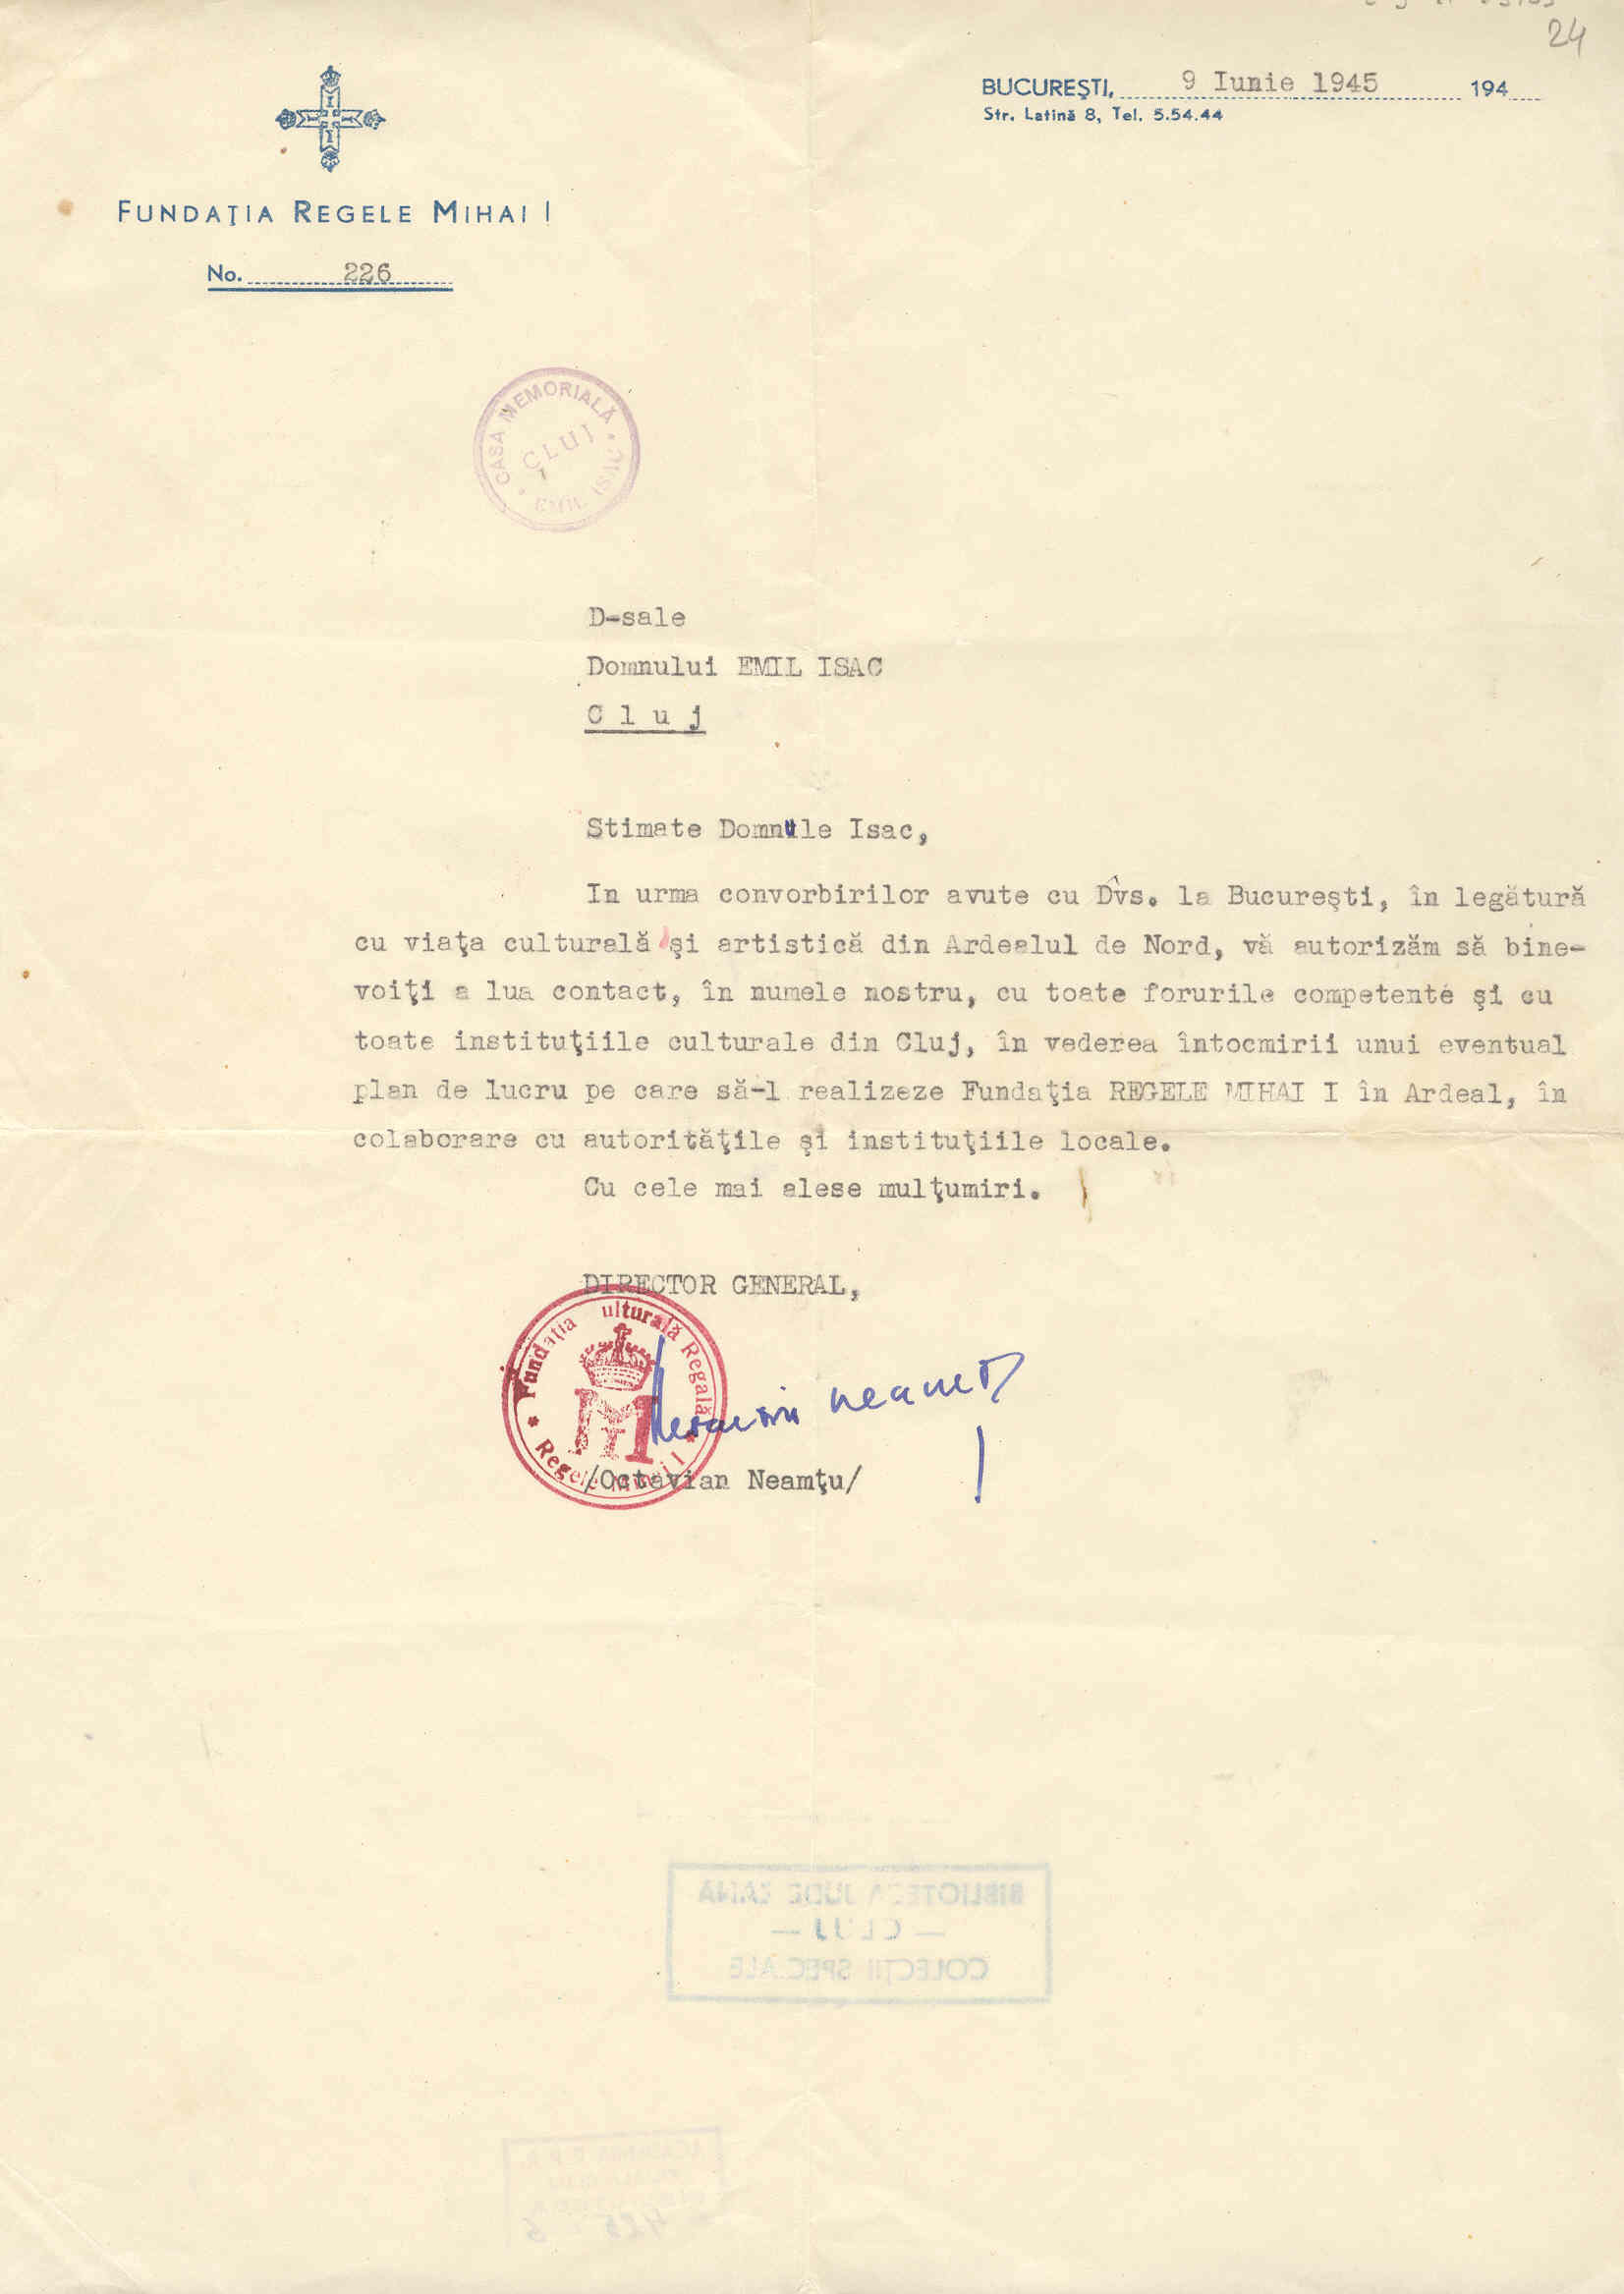 24
BUCUREŞTI, 9 Iunie 1945 194
Str. Latină 8, Tel. 5.54.44
FUNDAŢIA REGELE MIHAI I
No. 226
CASA MEMORIALĂ
CLUJ
EMIL ISAC
D-sale
Domnului EMIL ISAC
C l u j
Stimate Domnule Isac,
In urma convorbirilor avute cu Dvs. la Bucureşti, în legătură
cu viaţa culturală şi artistică din Ardealul de Nord, vă autorizăm să bine-
voiţi a lua contact, în numele nostru, cu toate forurile competente şi cu
toate instituţiile culturale din Cluj, în vederea întocmirii unui eventual
plan de lucru pe care să-l realizeze Fundaţia REGELE MIHAI I în Ardeal, în
colaborare cu autorităţile şi instituţiile locale.
Cu cele mai alese mulţumiri.
DIRECTOR GENERAL,
Fundaţia ulturală Regală
Regele Mihai I
/Octavian Neamţu/
BIBLIOTECA JUDEŢEANĂ
— CLUJ —
COLECŢII SPECIALE